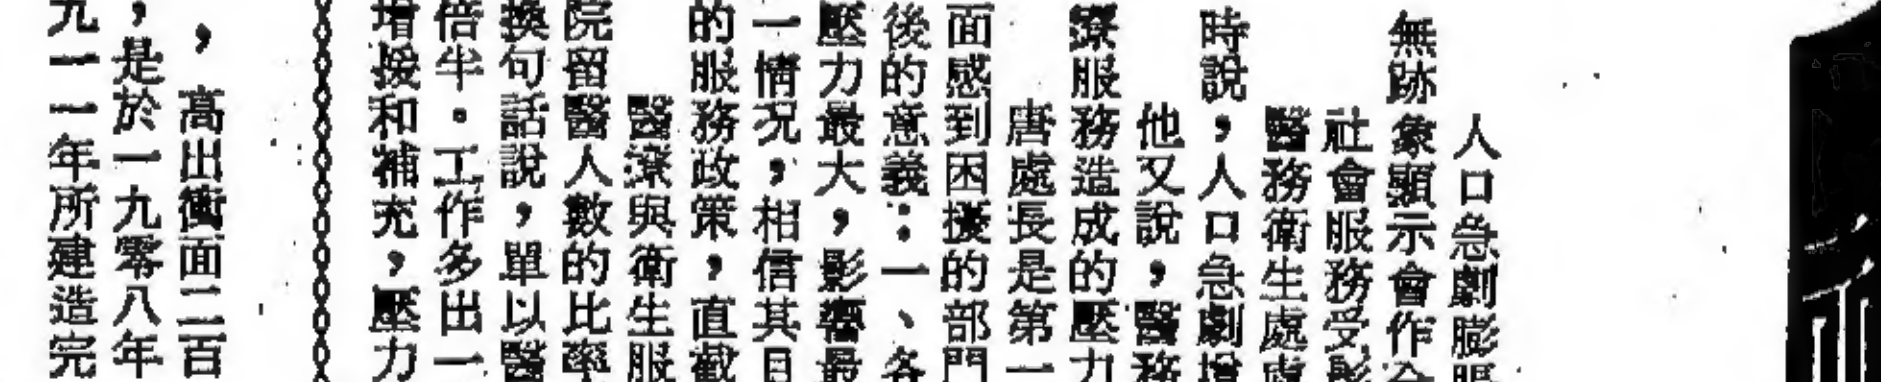 人口急劇膨脹
無跡象顯示會作
社會服務受影
醫務衛生處處
時說，人口急劇增
他又說，醫務
療服務造成的壓力
唐處長是第一
面感到困擾的部門
後的意義：一、各
壓力最大，影響最
一情況，相信其目
的服務政策，直截
醫療與衛生服
院留醫人數的比率
換句話說，單以醫
倍半。工作多出一
增援和補充，壓力
，高出街面二百
，是於一九零八年
九一一年所建造完